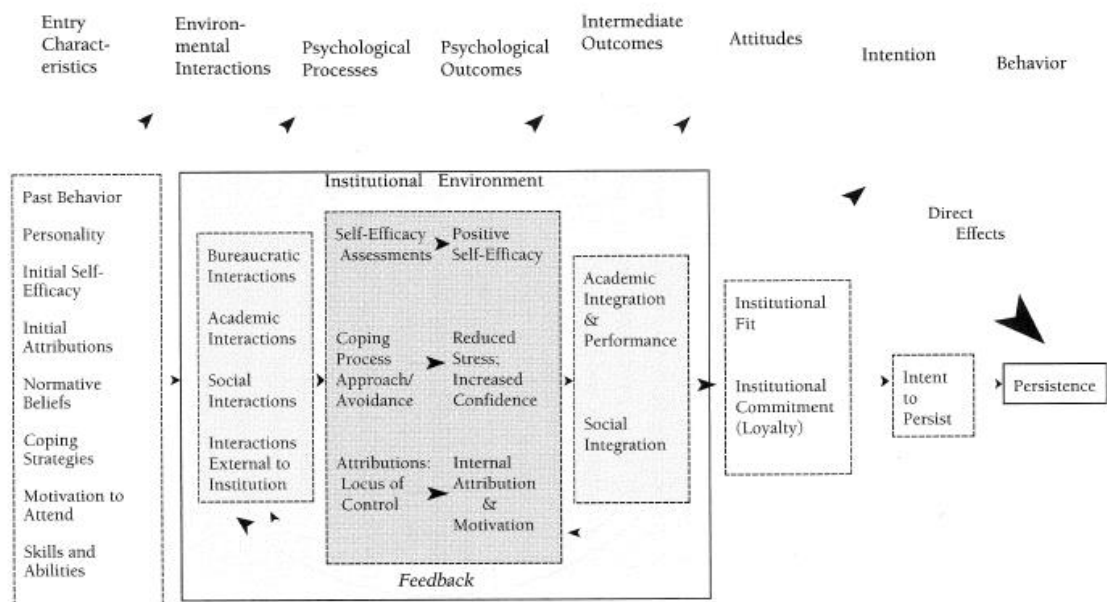 Entry
Charact-
eristics
Environ-
mental
Interactions
Psychological
Processes
Psychological
Outcomes
Intermediate
Outcomes
Attitudes
Intention
Behavior
Past Behavior
Personality
Initial Self-
Efficacy
Initial
Attributions
Normative
Beliefs
Coping
Strategies
Motivation to
Attend
Skills and
Abilities
Institutional Environment
Bureaucratic
Interactions
Academic
Interactions
Social
Interactions
Interactions
External to
Institution
Self-Efficacy
Assessments
Positive
Self-Efficacy
Coping
Process
Approach/
Avoidance
Reduced
Stress;
Increased
Confidence
Attributions:
Locus of
Control
Internal
Attribution
&
Motivation
Feedback
Academic
Integration
&
Performance
Social
Integration
Institutional
Fit
Institutional
Commitment
(Loyalty)
Intent
to
Persist
Direct
Effects
Persistence